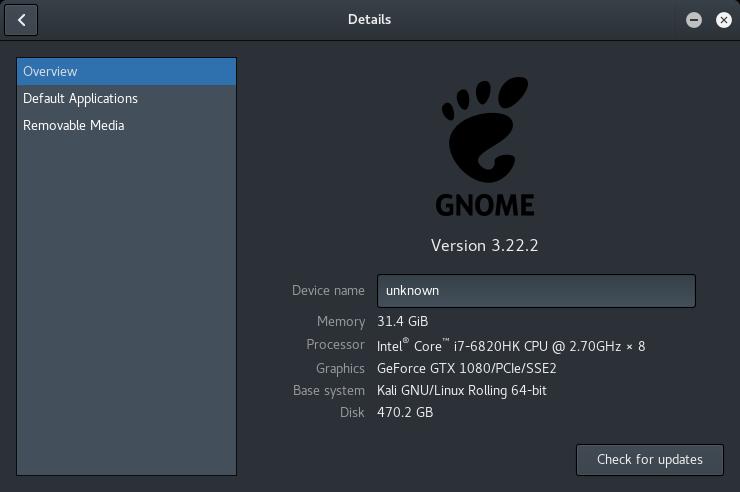 Details
Overview
Default Applications
Removable Media
GNOME
Version 3.22.2
Device name unknown
Memory 31.4 GiB
Processor Intel® Core™ i7-6820HK CPU @ 2.70GHz × 8
Graphics GeForce GTX 1080/PCIe/SSE2
Base system Kali GNU/Linux Rolling 64-bit
Disk 470.2 GB
Check for updates